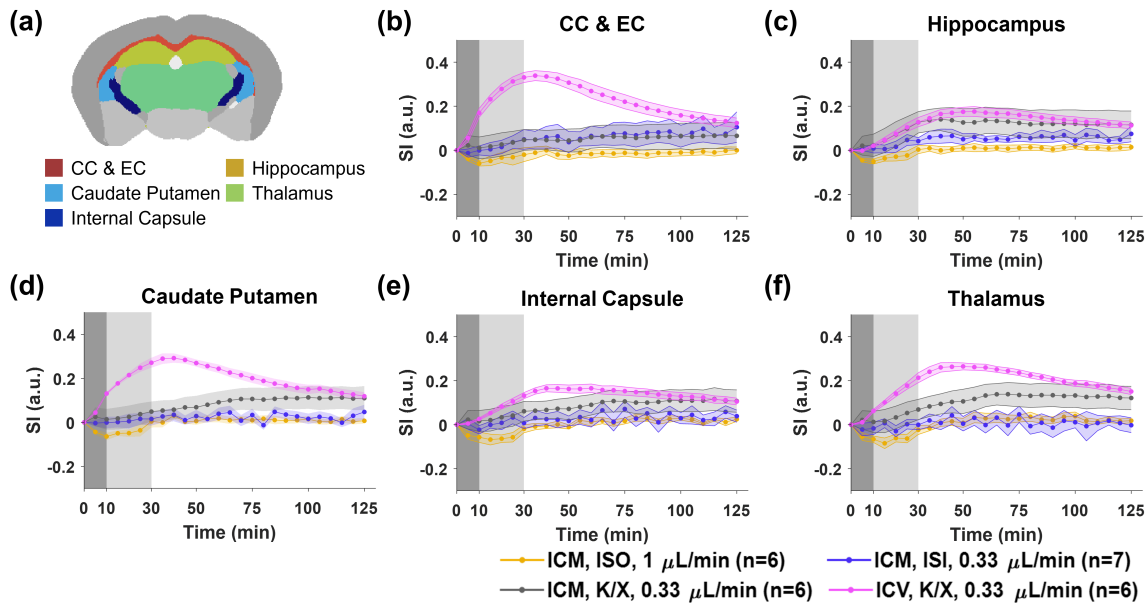 (a)
CC & EC
Hippocampus
Caudate Putamen
Thalamus
Internal Capsule
(b)
CC & EC
SI (a.u.)
0.4
0.2
0
-0.2
0 10 30 50 75 100 125
Time (min)
(c)
Hippocampus
SI (a.u.)
0.4
0.2
0
-0.2
0 10 30 50 75 100 125
Time (min)
(d)
Caudate Putamen
SI (a.u.)
0.4
0.2
0
-0.2
0 10 30 50 75 100 125
Time (min)
(e)
Internal Capsule
SI (a.u.)
0.4
0.2
0
-0.2
0 10 30 50 75 100 125
Time (min)
(f)
Thalamus
SI (a.u.)
0.4
0.2
0
-0.2
0 10 30 50 75 100 125
Time (min)
ICM, ISO, 1 μL/min (n=6)
ICM, ISI, 0.33 μL/min (n=7)
ICM, K/X, 0.33 μL/min (n=6)
ICV, K/X, 0.33 μL/min (n=6)